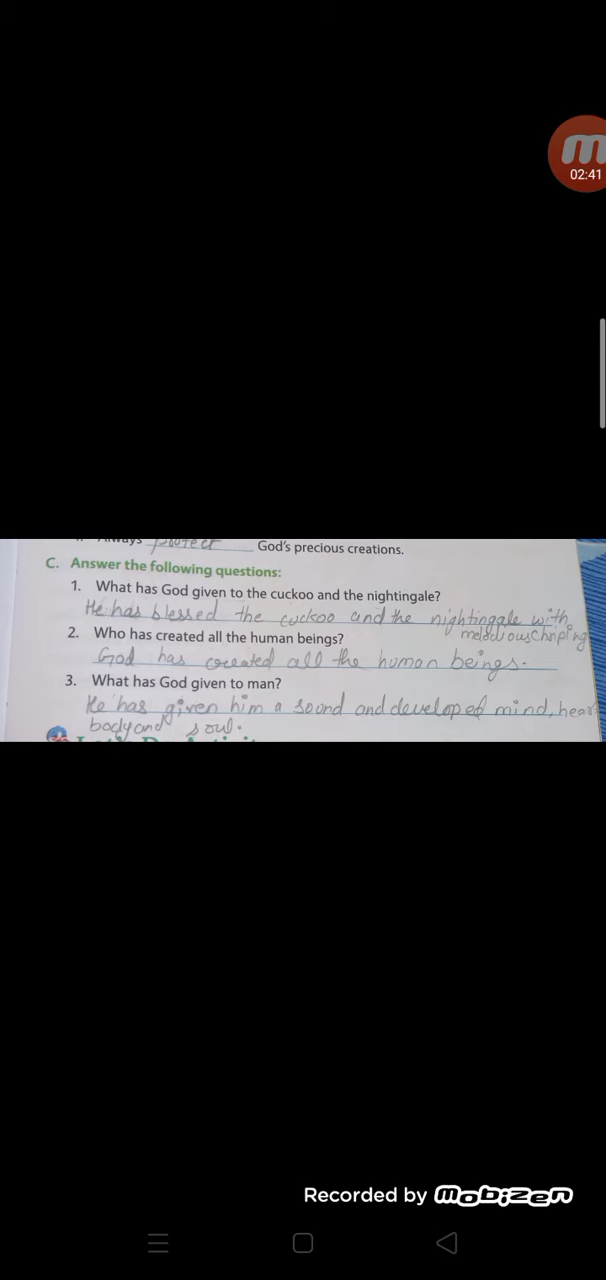 02:41
Always protect God's precious creations.
C. Answer the following questions:
1. What has God given to the cuckoo and the nightingale?
He has blessed the cuckoo and the nightingale with
melodious chirping
2. Who has created all the human beings?
God has created all the human beings.
3. What has God given to man?
He has given him a sound and developed mind, hear
body and soul.
Recorded by Mobizen